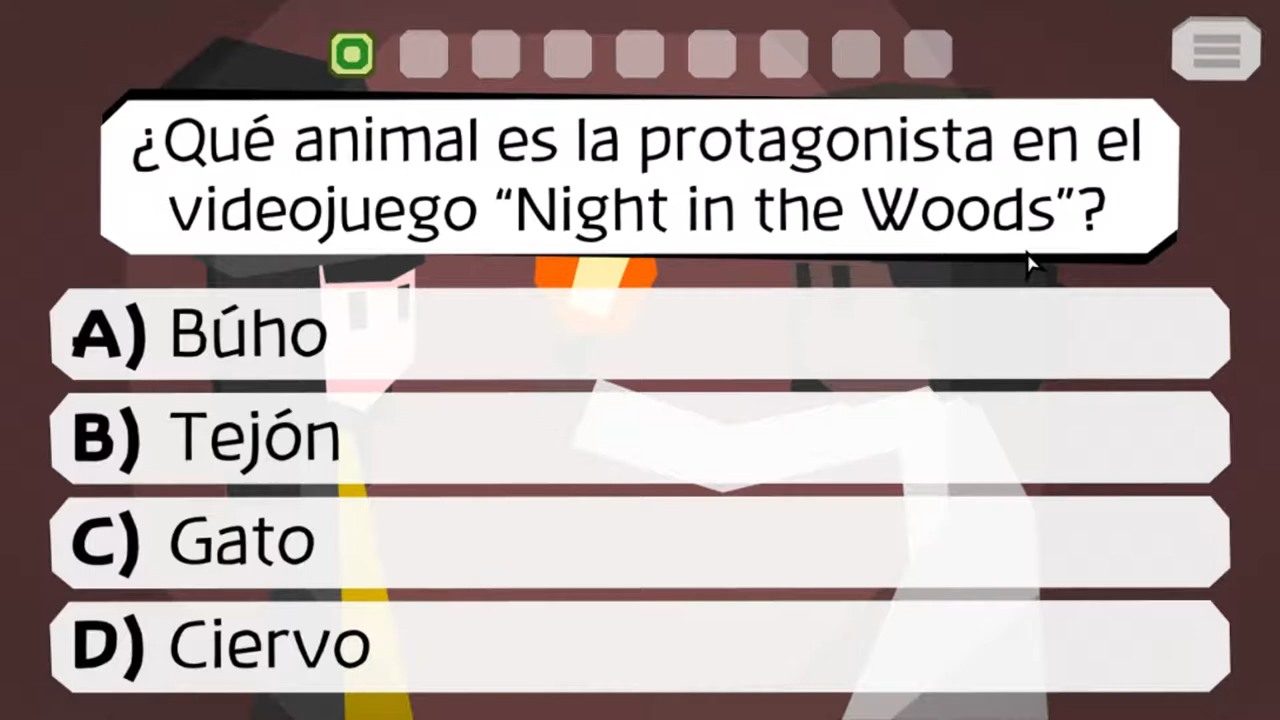 ¿Qué animal es la protagonista en el
videojuego “Night in the Woods”?
A) Búho
B) Tejón
C) Gato
D) Ciervo